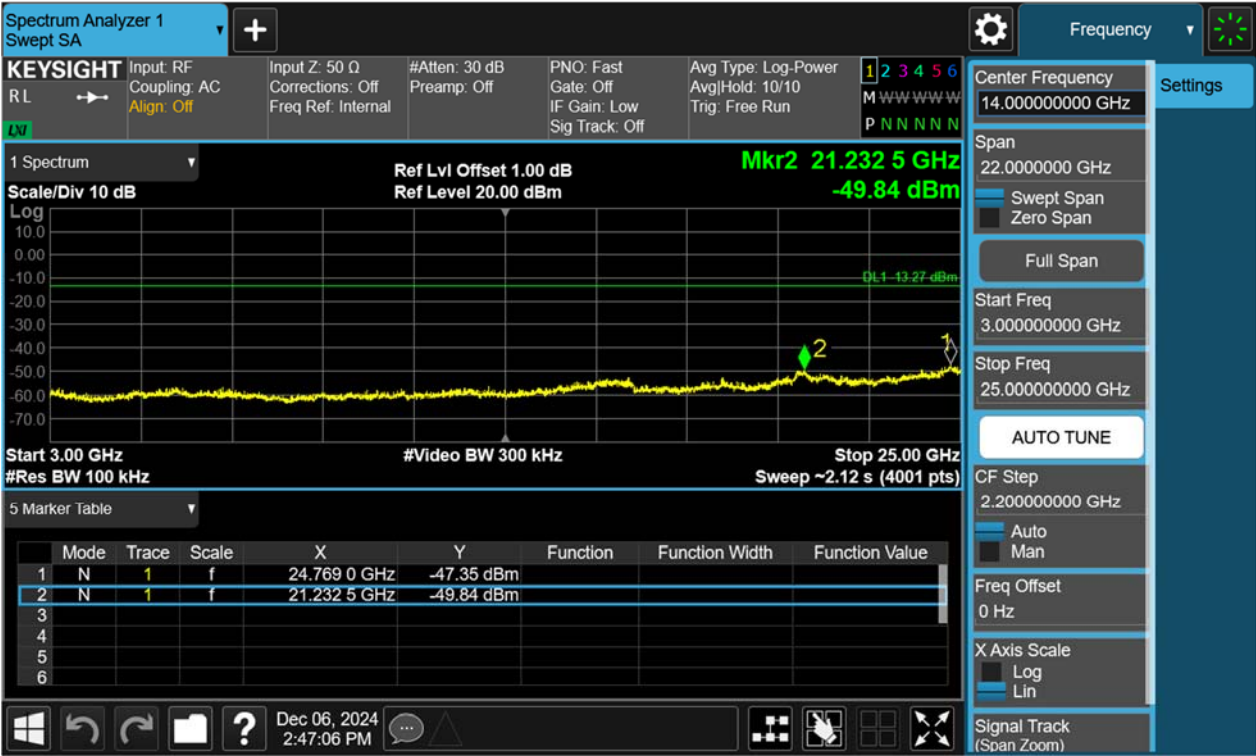 Spectrum Analyzer 1
Swept SA
Frequency
KEYSIGHT
RL
LXI
Input: RF
Coupling: AC
Align: Off
Input Z: 50 Ω
Corrections: Off
Freq Ref: Internal
#Atten: 30 dB
Preamp: Off
PNO: Fast
Gate: Off
IF Gain: Low
Sig Track: Off
Avg Type: Log-Power
Avg|Hold: 10/10
Trig: Free Run
1 2 3 4 5 6
M W W W W W
P N N N N N
1 Spectrum
Scale/Div 10 dB
Ref Lvl Offset 1.00 dB
Ref Level 20.00 dBm
Mkr2 21.232 5 GHz
-49.84 dBm
Log
10.0
0.00
-10.0
-20.0
-30.0
-40.0
-50.0
-60.0
-70.0
DL1 -13.27 dBm
2
1
Start 3.00 GHz
#Res BW 100 kHz
#Video BW 300 kHz
Stop 25.00 GHz
Sweep ~2.12 s (4001 pts)
5 Marker Table
Mode Trace Scale X Y Function Function Width Function Value
1 N 1 f 24.769 0 GHz -47.35 dBm
2 N 1 f 21.232 5 GHz -49.84 dBm
3
4
5
6
Dec 06, 2024
2:47:06 PM
Center Frequency
14.000000000 GHz
Settings
Span
22.0000000 GHz
Swept Span
Zero Span
Full Span
Start Freq
3.000000000 GHz
Stop Freq
25.000000000 GHz
AUTO TUNE
CF Step
2.200000000 GHz
Auto
Man
Freq Offset
0 Hz
X Axis Scale
Log
Lin
Signal Track
(Span Zoom)